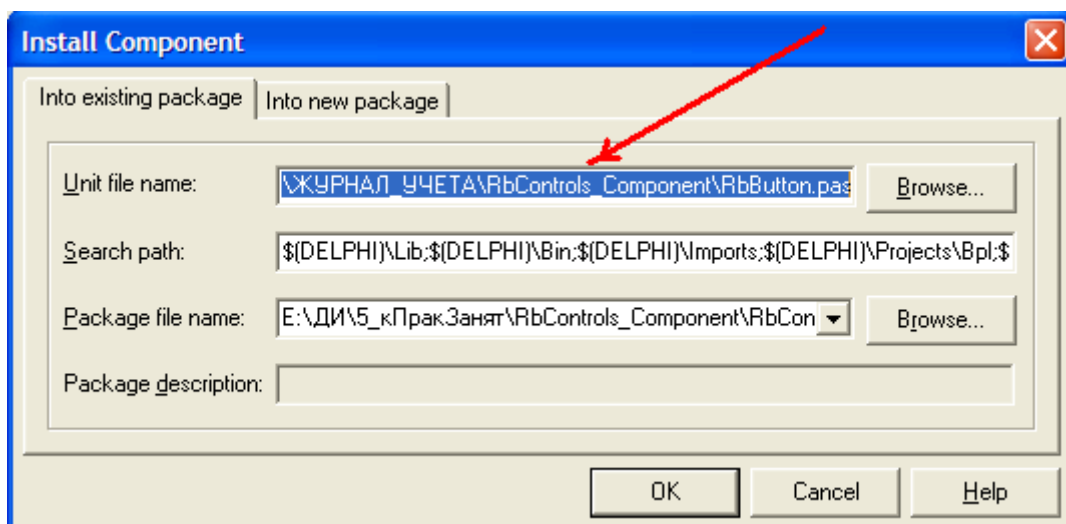 Install Component
Into existing package Into new package
Unit file name: \ЖУРНАЛ_УЧЕТА\RbControls_Component\RbButton.pas Browse...
Search path: $(DELPHI)\Lib;$(DELPHI)\Bin;$(DELPHI)\Imports;$(DELPHI)\Projects\Bpl;$
Package file name: E:\ДИ\5_кПракЗанят\RbControls_Component\RbCon Browse...
Package description:
OK Cancel Help